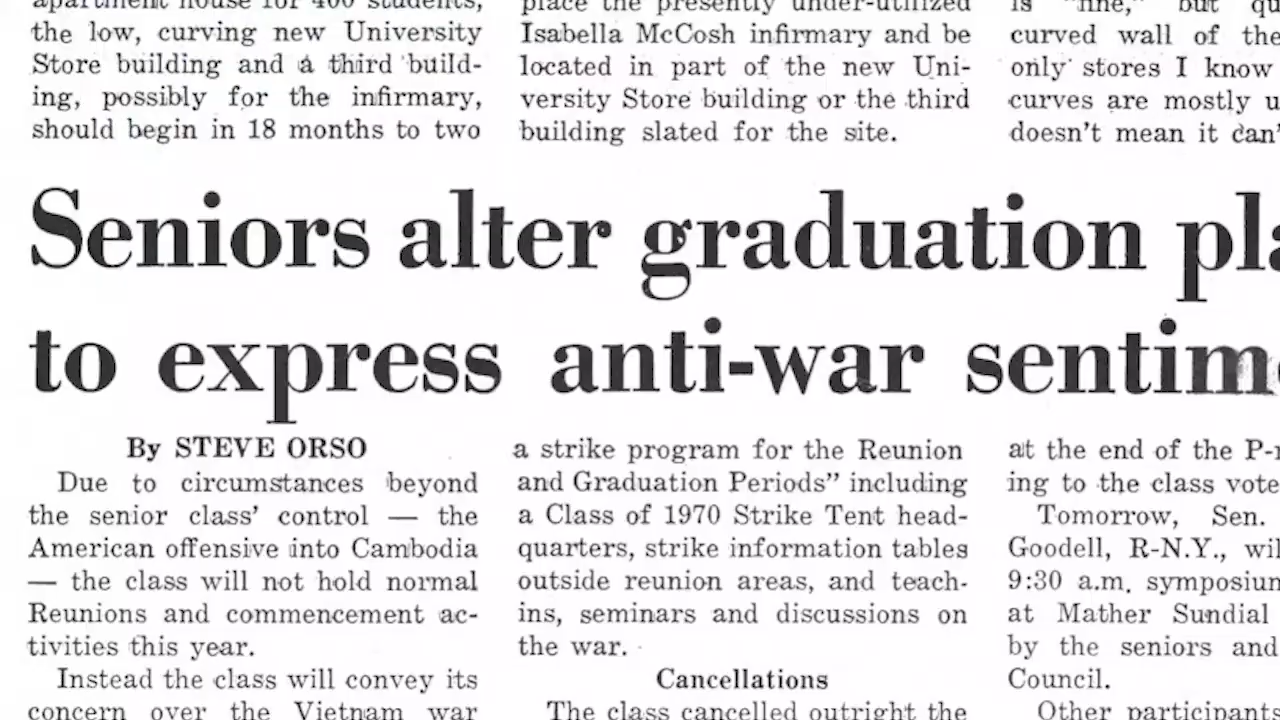 apartment house for 400 students,
the low, curving new University
Store building and a third build-
ing, possibly for the infirmary,
should begin in 18 months to two
place the presently under-utilized
Isabella McCosh infirmary and be
located in part of the new Uni-
versity Store building or the third
building slated for the site.
is "fine," but
curved wall of the
only stores I know
curves are mostly
doesn't mean it can'
Seniors alter graduation
to express anti-war
By STEVE ORSO
Due to circumstances beyond
the senior class' control — the
American offensive into Cambodia
— the class will not hold normal
Reunions and commencement ac-
tivities this year.
Instead the class will convey its
concern over the Vietnam war
a strike program for the Reunion
and Graduation Periods" including
a Class of 1970 Strike Tent head-
quarters, strike information tables
outside reunion areas, and teach-
ins, seminars and discussions on
the war.
Cancellations
The class cancelled outright the
at the end of the
ing to the class vote
Tomorrow, Sen.
Goodell, R-N.Y.,
9:30 a.m. symposium
at Mather Sundial
by the seniors and
Council.
Other participants